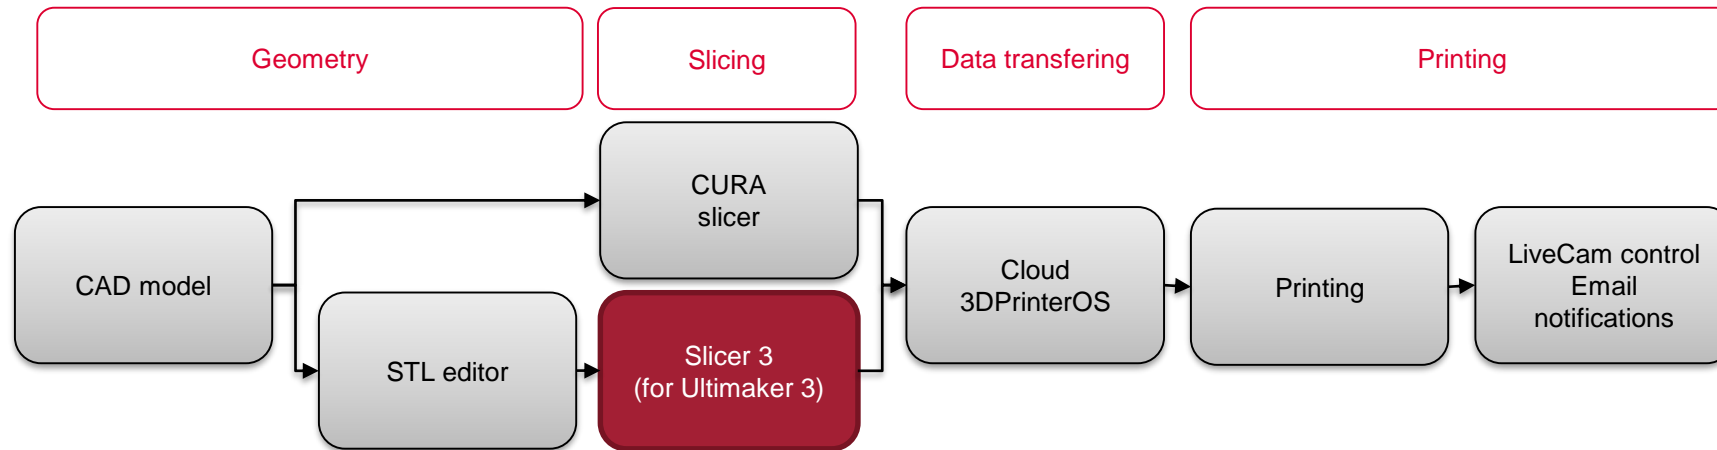 Geometry
Slicing
Data transfering
Printing
CAD model
STL editor
CURA
slicer
Slicer 3
(for Ultimaker 3)
Cloud
3DPrinterOS
Printing
LiveCam control
Email
notifications